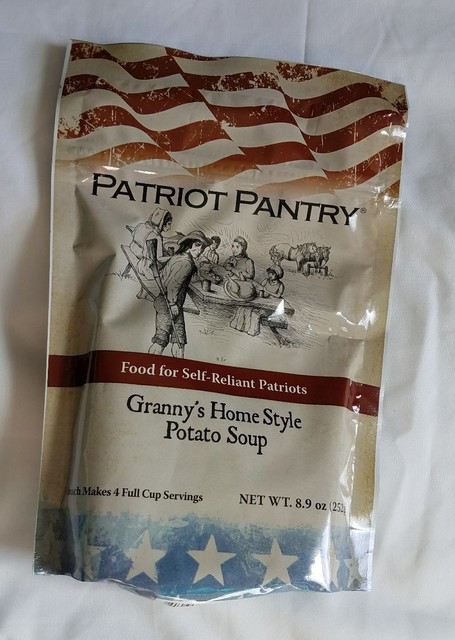 PATRIOT PANTRY®
Food for Self-Reliant Patriots
Granny's Home Style
Potato Soup
Makes 4 Full Cup Servings
NET WT. 8.9 oz